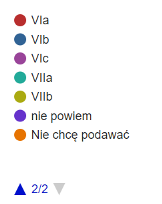 VIa
VIb
VIc
VIIa
VIIb
nie powiem
Nie chcę podawać
2/2